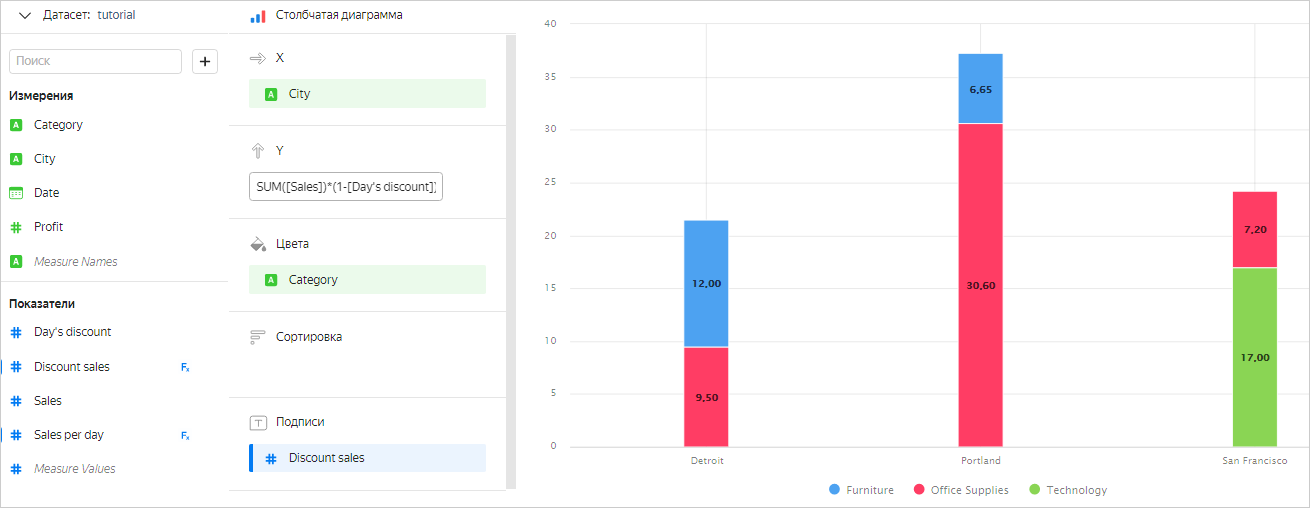 Датасет: tutorial
Поиск
+
Измерения
A Category
A City
Date
# Profit
A Measure Names
Показатели
# Day's discount
# Discount sales Fx
# Sales
# Sales per day Fx
# Measure Values
Столбчатая диаграмма
X
A City
Y
SUM([Sales])*(1-[Day's discount])
Цвета
A Category
Сортировка
T Подписи
# Discount sales
40
35
30
25
20
15
10
5
0
12,00
9,50
6,65
30,60
7,20
17,00
Detroit
Portland
San Francisco
Furniture
Office Supplies
Technology